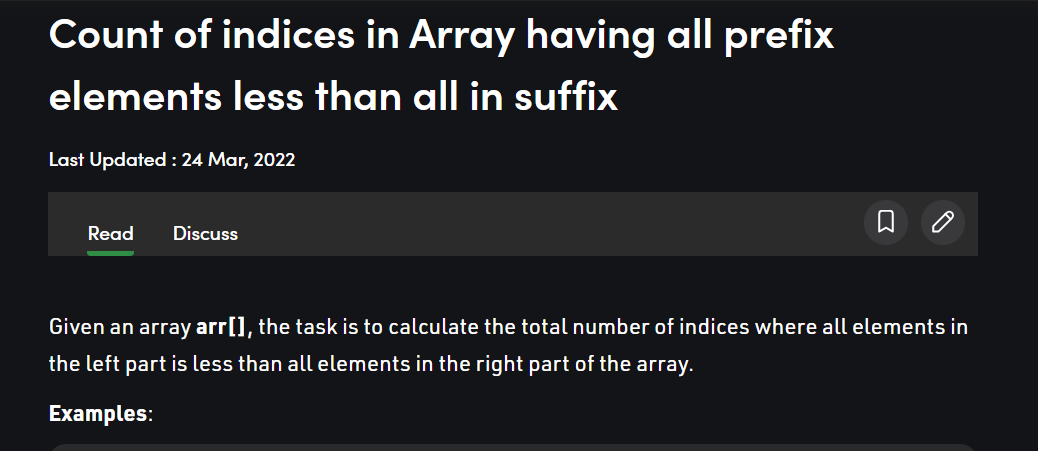 Count of indices in Array having all prefix
elements less than all in suffix
Last Updated : 24 Mar, 2022
Read Discuss
Given an array arr[], the task is to calculate the total number of indices where all elements in
the left part is less than all elements in the right part of the array.
Examples: